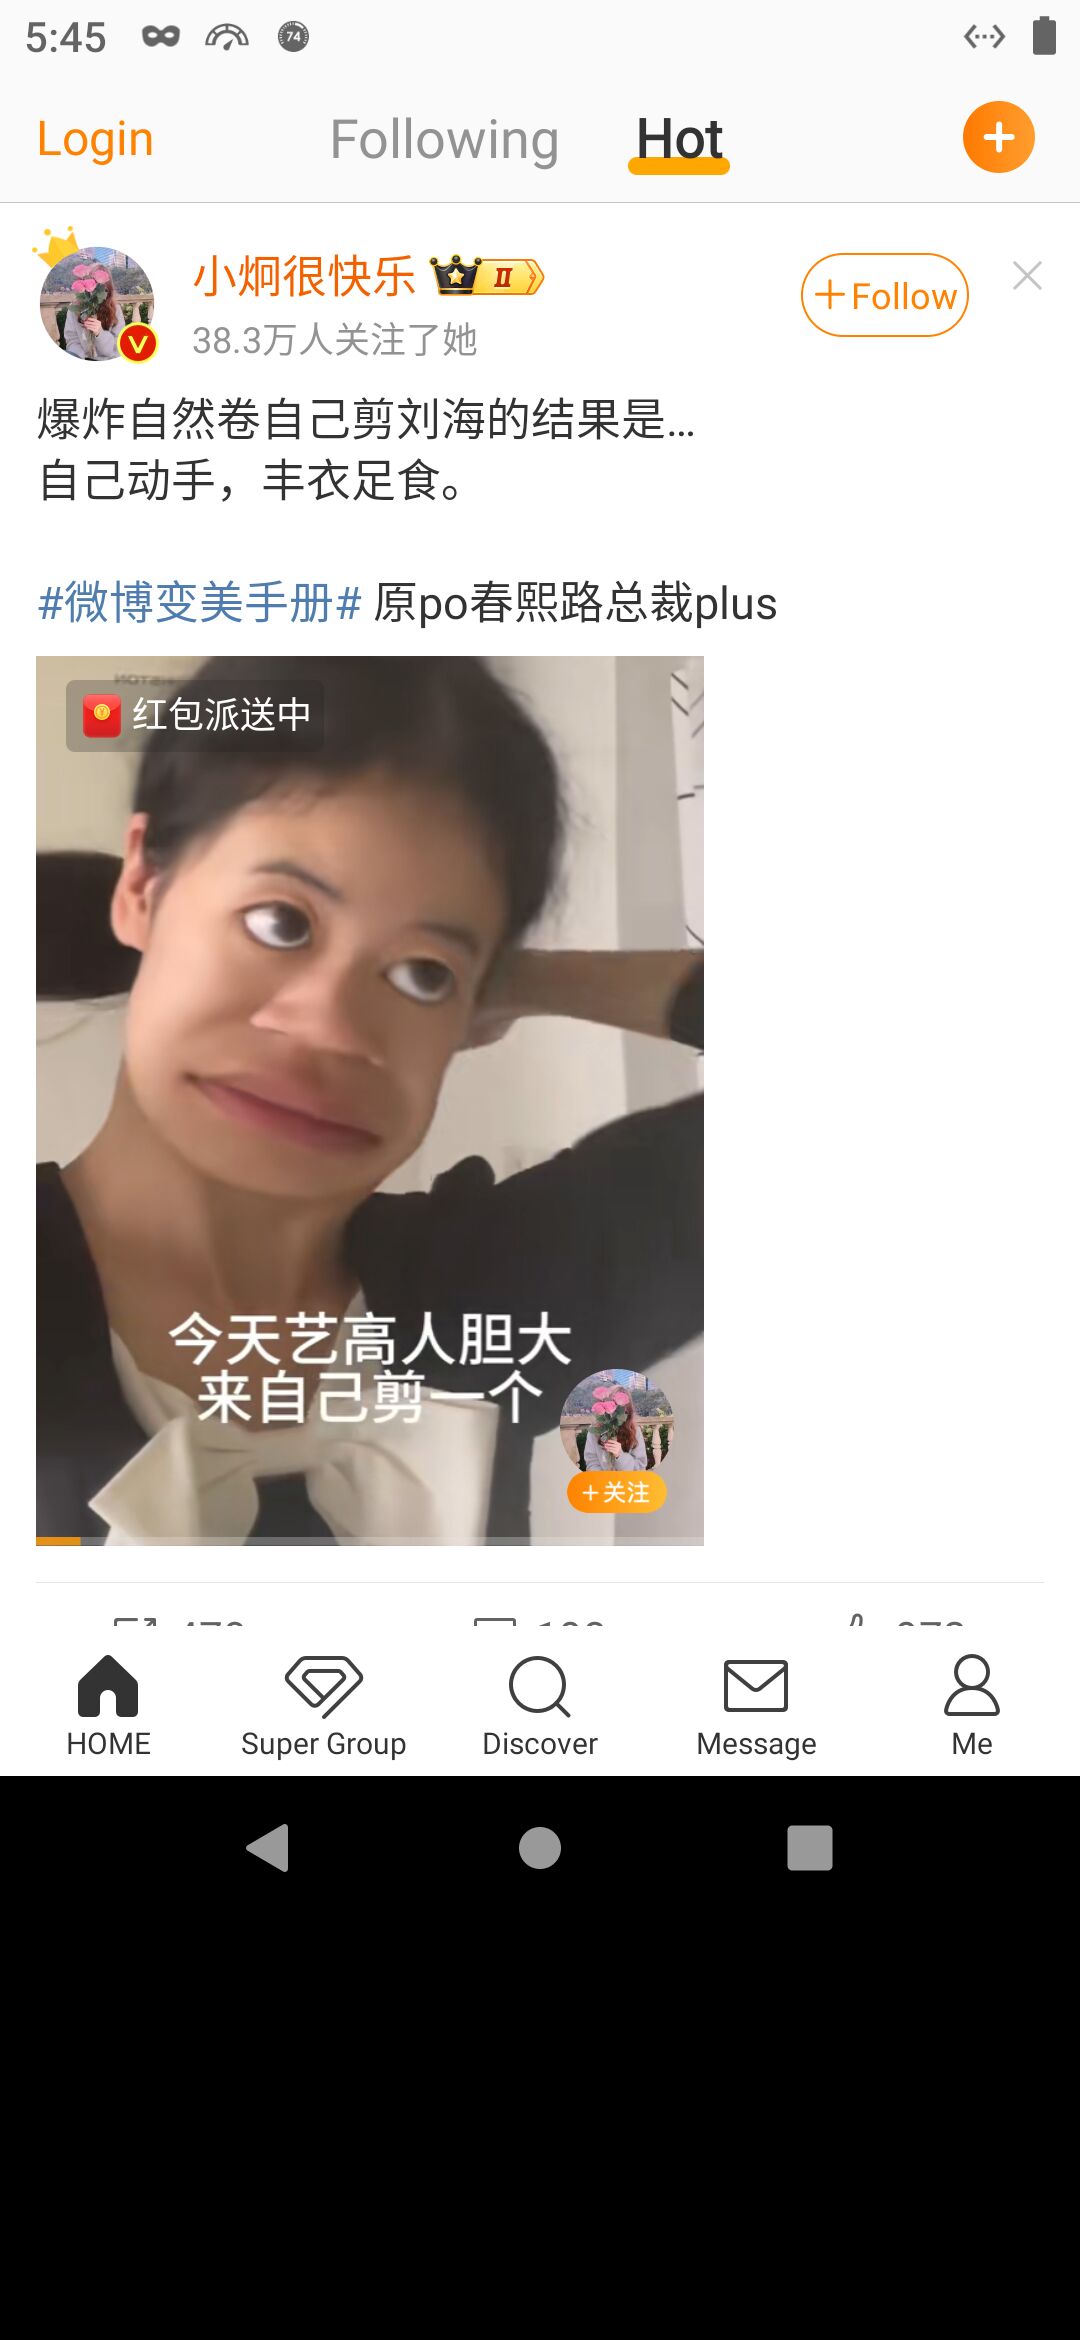 5:45
74
Login
Following
Hot
小炯很快乐
II
38.3万人关注了她
+Follow
爆炸自然卷自己剪刘海的结果是...
自己动手，丰衣足食。
#微博变美手册# 原po春熙路总裁plus
红包派送中
今天艺高人胆大
来自己剪一个
+关注
HOME
Super Group
Discover
Message
Me